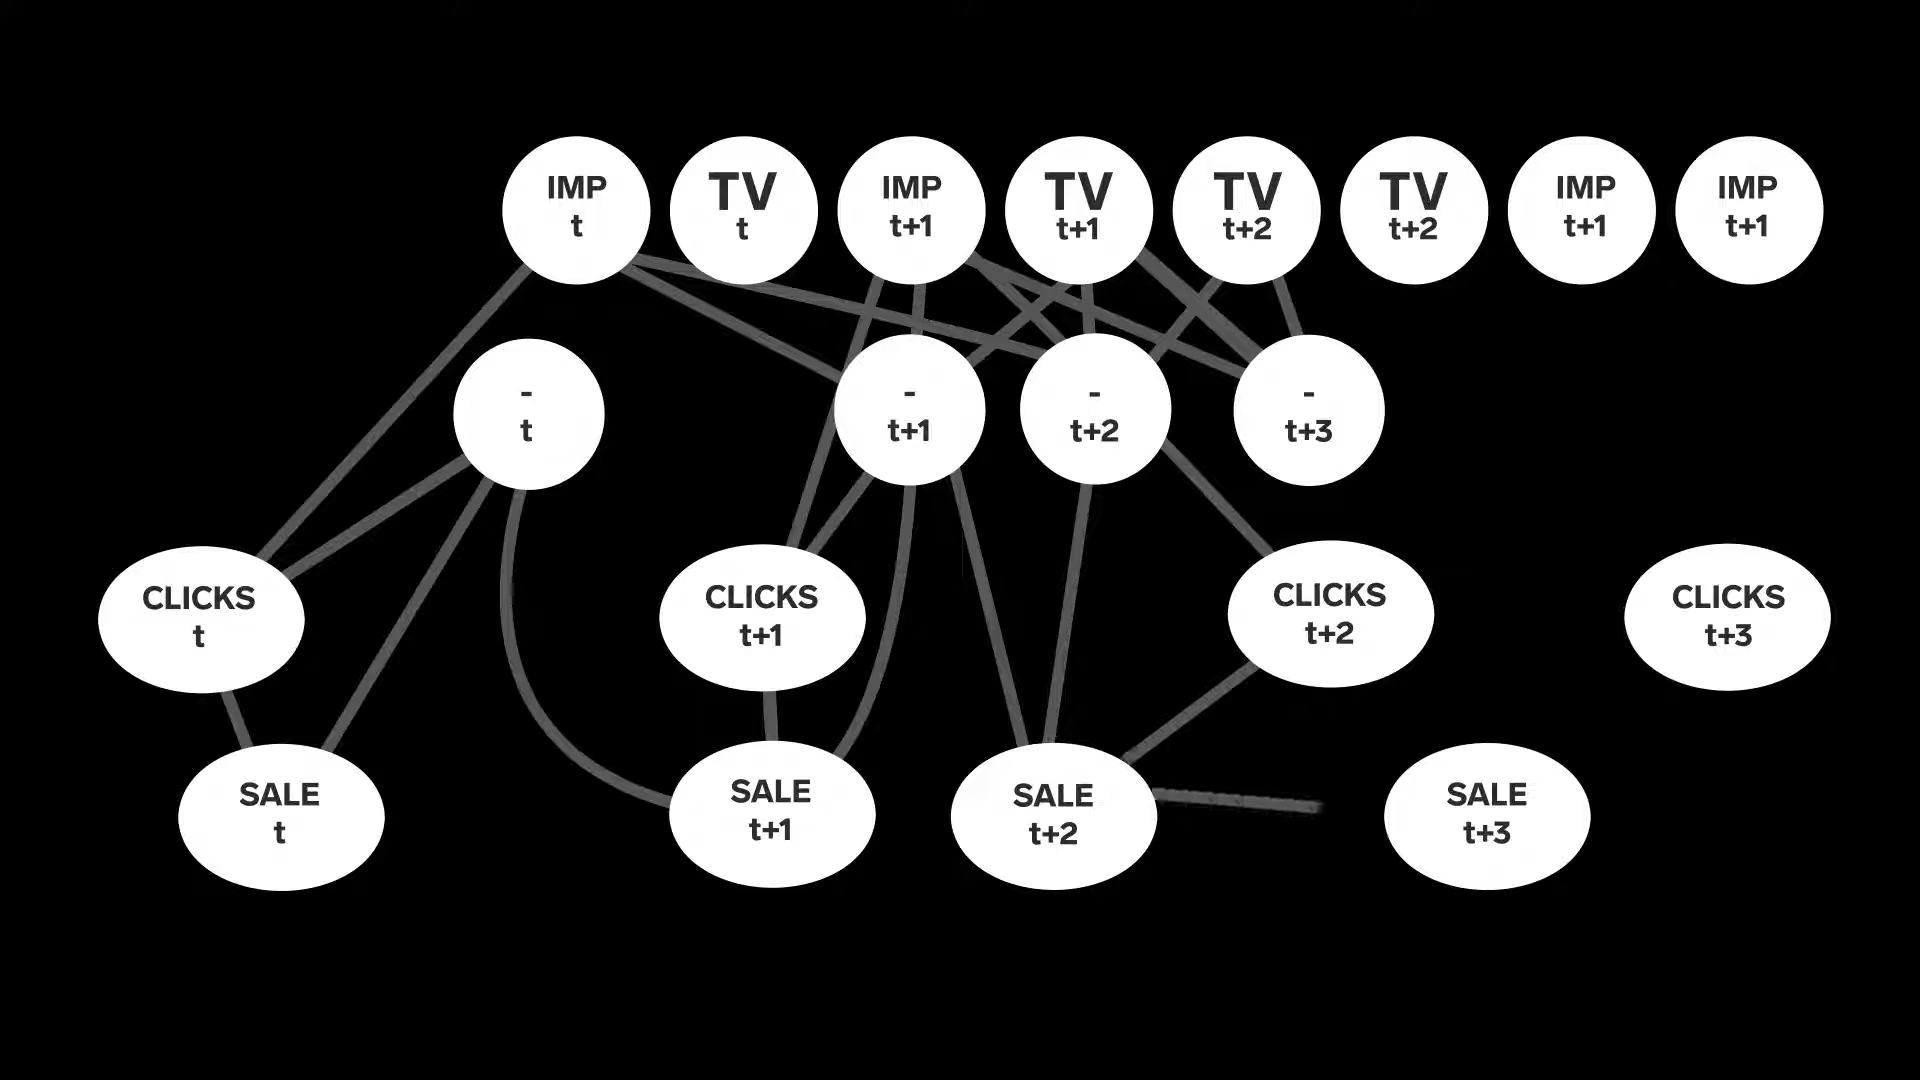 IMP
t
TV
t
IMP
t+1
TV
t+1
TV
t+2
TV
t+2
IMP
t+1
IMP
t+1
-
t
-
t+1
-
t+2
-
t+3
CLICKS
t
CLICKS
t+1
CLICKS
t+2
CLICKS
t+3
SALE
t
SALE
t+1
SALE
t+2
SALE
t+3